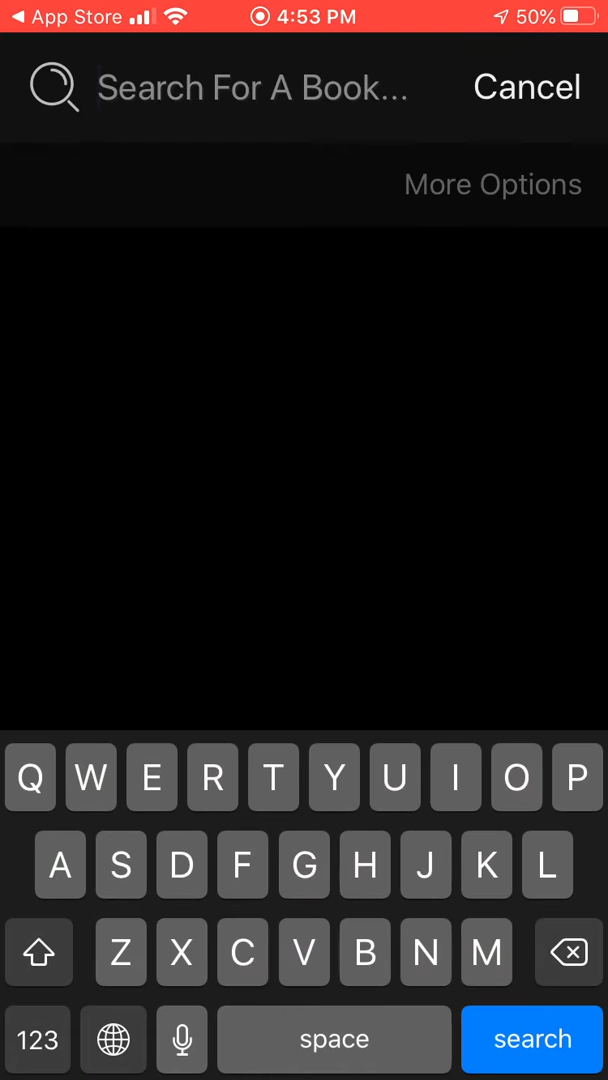 App Store 4:53 PM 50%
Search For A Book... Cancel
More Options
Q W E R T Y U I O P
A S D F G H J K L
Z X C V B N M
123 space search